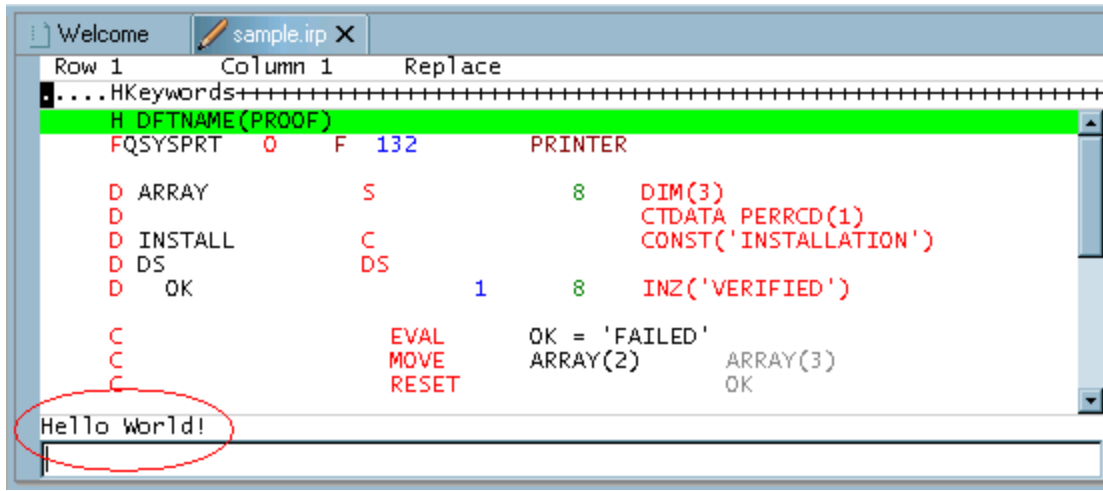 Welcome sample.irp X
Row 1 Column 1 Replace
.....HKeywords++++++++++++++++++++++++++++++++++++++++++++++++++++++++++++++
H DFTNAME(PROOF)
FQSYSPRT O F 132 PRINTER
D ARRAY S 8 DIM(3)
D CTDATA PERRCD(1)
D INSTALL C CONST('INSTALLATION')
D DS DS
D OK 1 8 INZ('VERIFIED')
C EVAL OK = 'FAILED'
C MOVE ARRAY(2) ARRAY(3)
C RESET OK
Hello World!